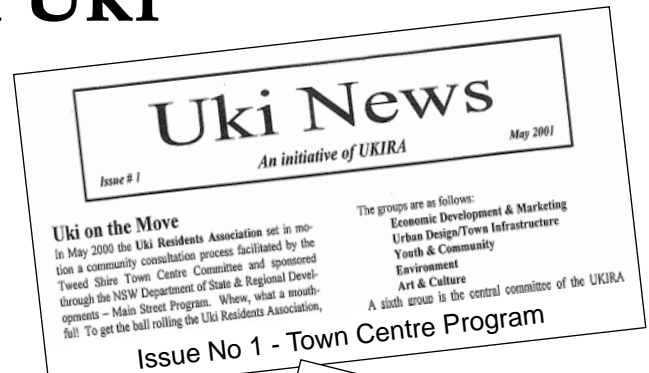 UKI
Uki News
An initiative of UKIRA
Issue # 1
May 2001
Uki on the Move
In May 2000 the Uki Residents Association set in mo-
tion a community consultation process facilitated by the
Tweed Shire Town Centre Committee and sponsored
through the NSW Department of State & Regional Devel-
opments – Main Street Program. Whew, what a mouth-
ful! To get the ball rolling the Uki Residents Association,
The groups are as follows:
Economic Development & Marketing
Urban Design/Town Infrastructure
Youth & Community
Environment
Art & Culture
A sixth group is the central committee of the UKIRA
Issue No 1 - Town Centre Program